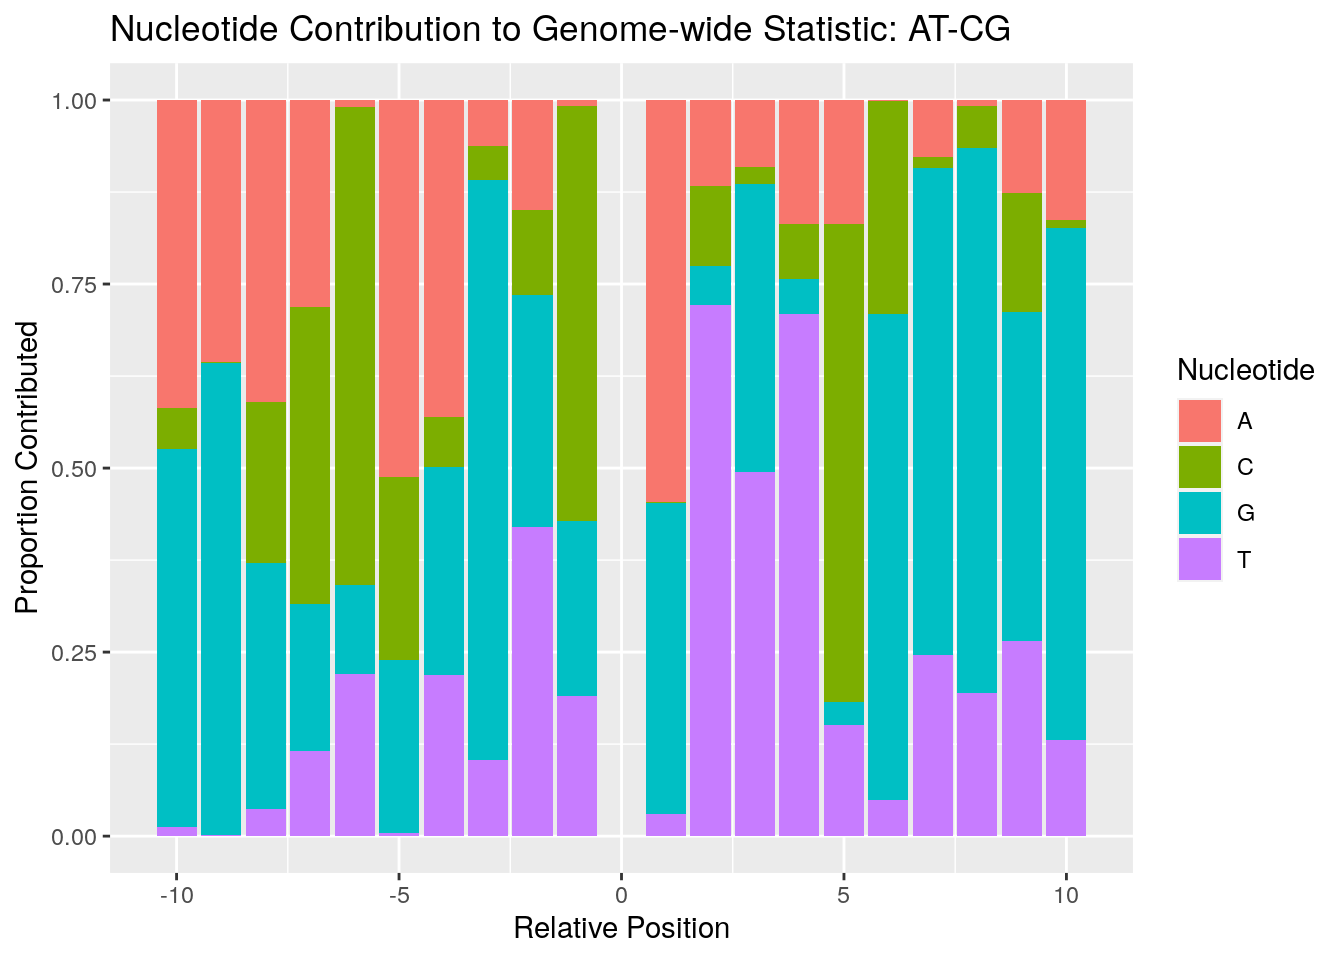 Nucleotide Contribution to Genome-wide Statistic: AT-CG
Proportion Contributed
1.00
0.75
0.50
0.25
0.00
-10
-5
0
5
10
Relative Position
Nucleotide
A
C
G
T